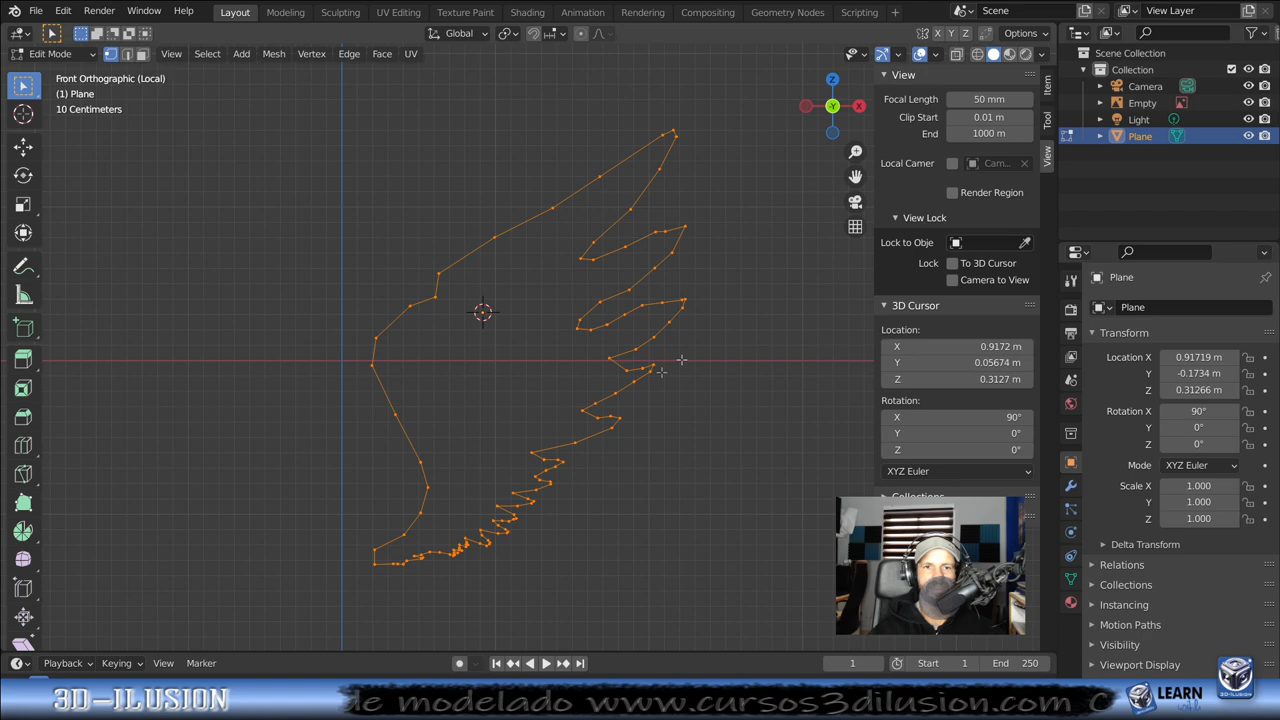 File Edit Render Window Help Layout Modeling Sculpting UV Editing Texture Paint Shading Animation Rendering Compositing Geometry Nodes Scripting + Scene View Layer
Global X Y Z Options
Edit Mode View Select Add Mesh Vertex Edge Face UV
Front Orthographic (Local)
(1) Plane
10 Centimeters
Z
X
-Y
View
Focal Length 50 mm
Clip Start 0.01 m
End 1000 m
Local Camer Cam...
Render Region
View Lock
Lock to Obje
Lock To 3D Cursor
Camera to View
3D Cursor
Location:
X 0.9172 m
Y 0.05674 m
Z 0.3127 m
Rotation:
X 90°
Y 0°
Z 0°
XYZ Euler
Collections
Item
Tool
View
Scene Collection
Collection
Camera
Empty
Light
Plane
Plane
Plane
Transform
Location X 0.91719 m
Y -0.1734 m
Z 0.31266 m
Rotation X 90°
Y 0°
Z 0°
Mode XYZ Euler
Scale X 1.000
Y 1.000
Z 1.000
Delta Transform
Relations
Collections
Instancing
Motion Paths
Visibility
Viewport Display
Playback Keying View Marker 1 Start 1 End 250
3D-ILUSION de modelado www.cursos3dilusion.com C LEARN